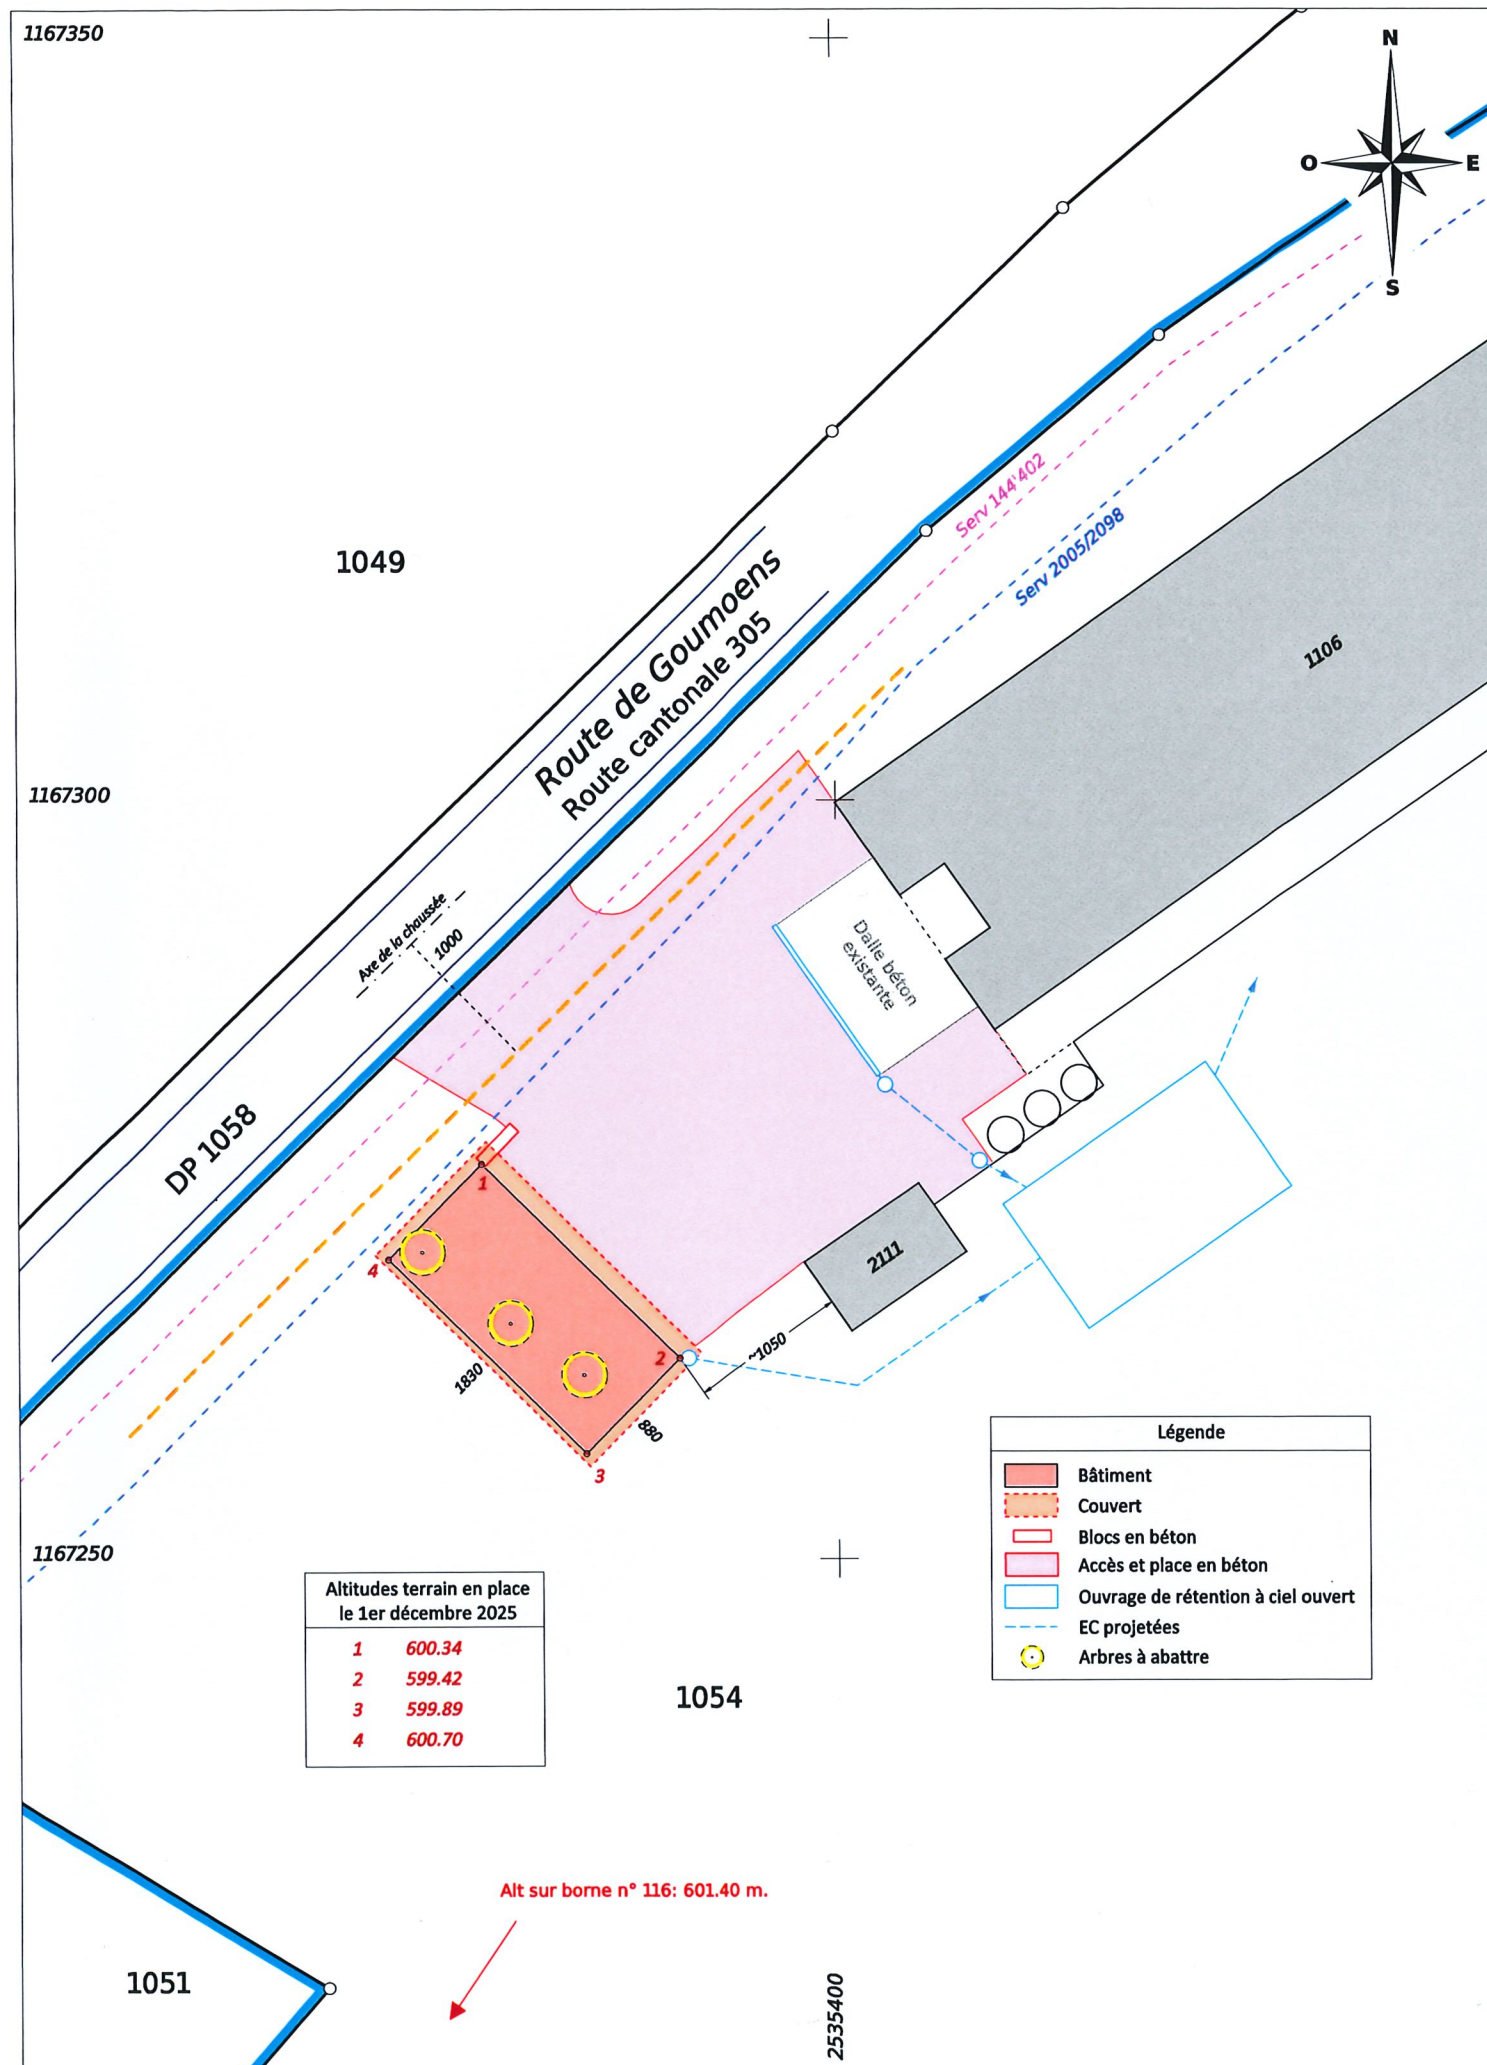 1167350
N
O
E
S
Serv 144'402
Serv 2005/2098
1049
Route de Goumoens
Route cantonale 305
1106
1167300
Axe de la chaussée
1000
Dalle béton
existante
DP 1058
1
4
2111
2
~1050
1830
880
3
Légende
Bâtiment
Couvert
Blocs en béton
Accès et place en béton
Ouvrage de rétention à ciel ouvert
EC projetées
Arbres à abattre
1167250
Altitudes terrain en place
le 1er décembre 2025
1 600.34
2 599.42
3 599.89
4 600.70
1054
Alt sur borne n° 116: 601.40 m.
1051
2535400